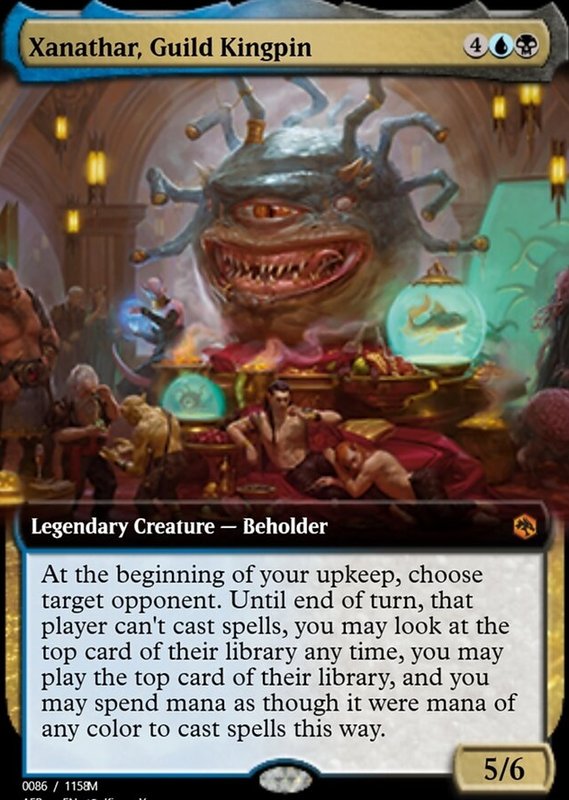 Xanathar, Guild Kingpin
4
Legendary Creature — Beholder
At the beginning of your upkeep, choose
target opponent. Until end of turn, that
player can't cast spells, you may look at the
top card of their library any time, you may
play the top card of their library, and you
may spend mana as though it were mana of
any color to cast spells this way.
5/6
0086 / 1158M